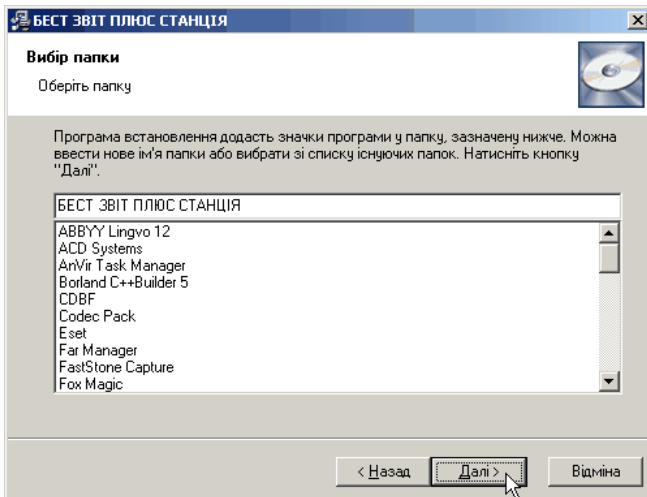 БЕСТ ЗВІТ ПЛЮС СТАНЦІЯ
Вибір папки
Оберіть папку
Програма встановлення додасть значки програми у папку, зазначену нижче. Можна
ввести нове ім'я папки або вибрати зі списку існуючих папок. Натисніть кнопку
"Далі".
БЕСТ ЗВІТ ПЛЮС СТАНЦІЯ
ABBYY Lingvo 12
ACD Systems
AnVir Task Manager
Borland C++Builder 5
CDBF
Codec Pack
Eset
Far Manager
FastStone Capture
Fox Magic
< Назад Далі > Відміна